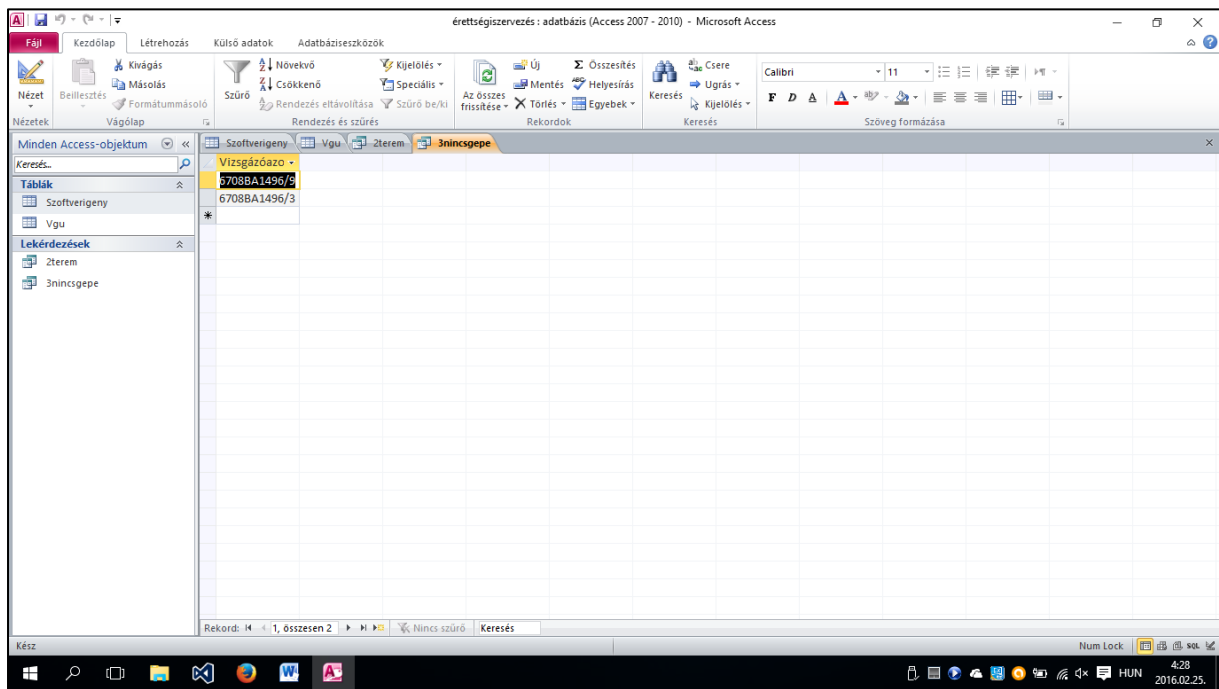 érettségiszervezés : adatbázis (Access 2007 - 2010) - Microsoft Access
Fájl Kezdőlap Létrehozás Külső adatok Adatbáziseszközök
Nézet
Nézetek
Beillesztés
Kivágás
Másolás
Formátummásoló
Vágólap
Szűrő
Növekvő
Csökkenő
Rendezés eltávolítása
Kijelölés
Speciális
Szűrő be/ki
Rendezés és szűrés
Az összes frissítése
Új
Mentés
Törlés
Összesítés
Helyesírás
Egyebek
Rekordok
Keresés
Csere
Ugrás
Kijelölés
Keresés
Calibri 11
F D A
Szöveg formázása
Minden Access-objektum
Keresés...
Táblák
Szoftverigeny
Vgu
Lekérdezések
2terem
3nincsgepe
Szoftverigeny Vgu 2terem 3nincsgepe
Vizsgázóazo
6708BA1496/9
6708BA1496/3
Rekord: 1, összesen 2 Nincs szűrő Keresés
Kész Num Lock SQL
HUN 4:28
2016.02.25.